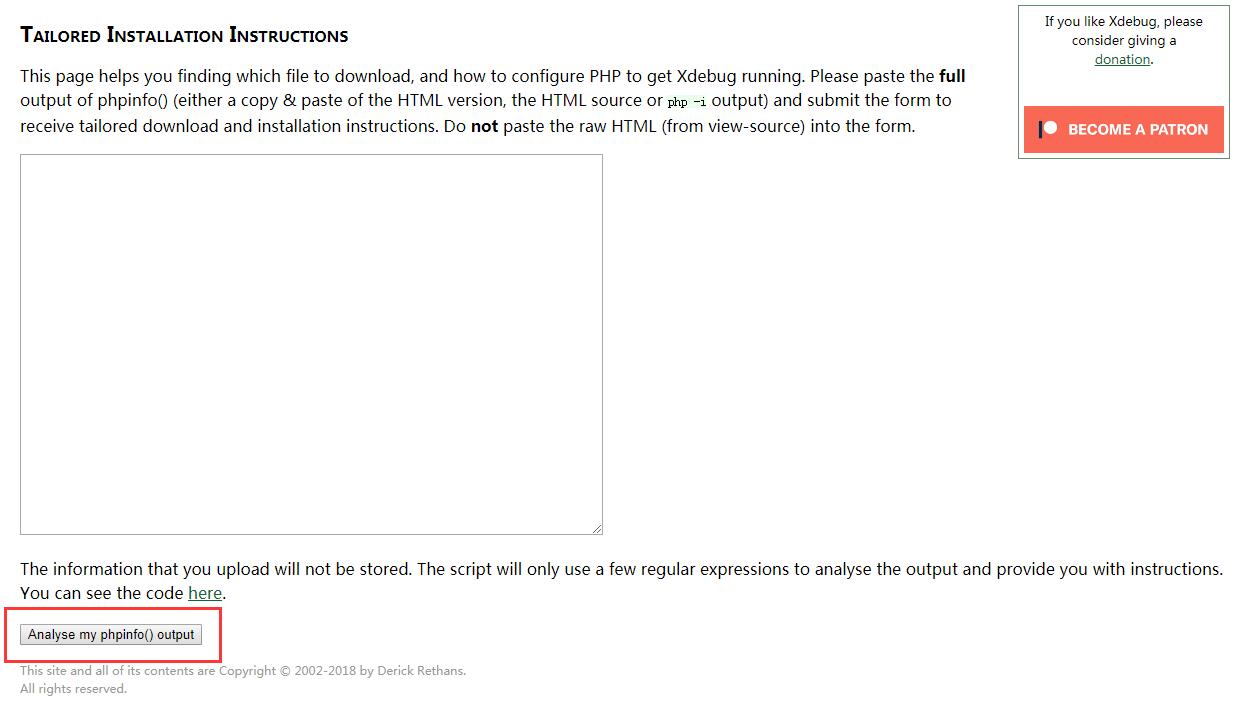 Tailored Installation Instructions
This page helps you finding which file to download, and how to configure PHP to get Xdebug running. Please paste the full
output of phpinfo() (either a copy & paste of the HTML version, the HTML source or php -i output) and submit the form to
receive tailored download and installation instructions. Do not paste the raw HTML (from view-source) into the form.
If you like Xdebug, please
consider giving a
donation.
BECOME A PATRON
The information that you upload will not be stored. The script will only use a few regular expressions to analyse the output and provide you with instructions.
You can see the code here.
Analyse my phpinfo() output
This site and all of its contents are Copyright © 2002-2018 by Derick Rethans.
All rights reserved.